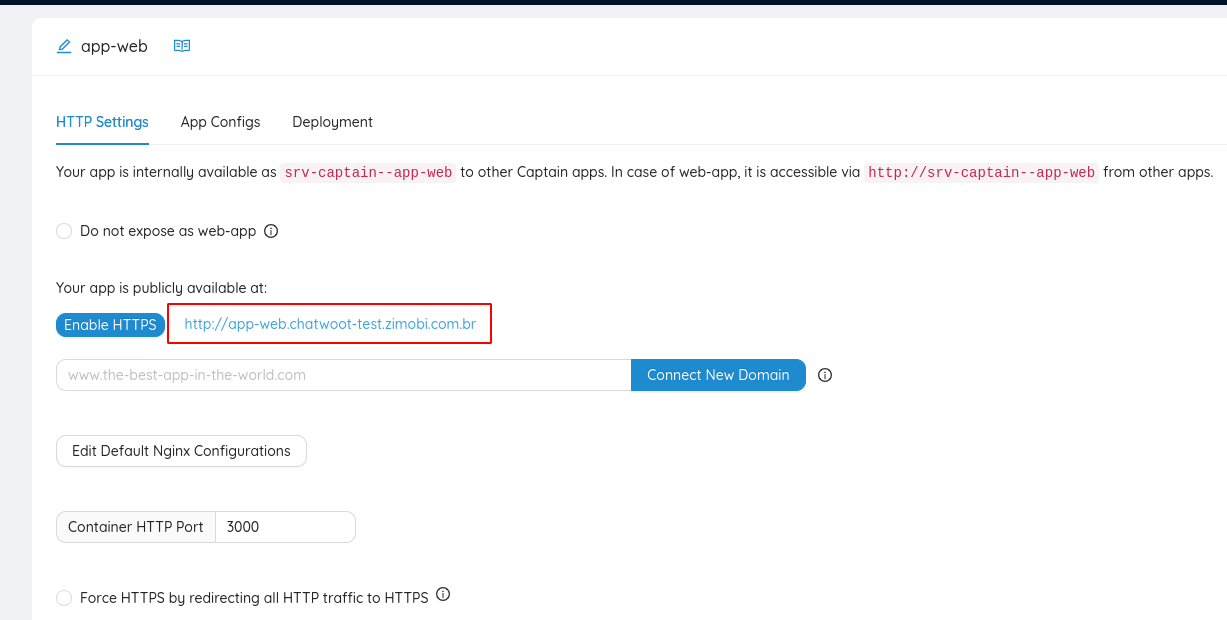 app-web
HTTP Settings App Configs Deployment
Your app is internally available as srv-captain--app-web to other Captain apps. In case of web-app, it is accessible via http://srv-captain--app-web from other apps.
Do not expose as web-app
Your app is publicly available at:
Enable HTTPS http://app-web.chatwoot-test.zimobi.com.br
www.the-best-app-in-the-world.com Connect New Domain
Edit Default Nginx Configurations
Container HTTP Port 3000
Force HTTPS by redirecting all HTTP traffic to HTTPS